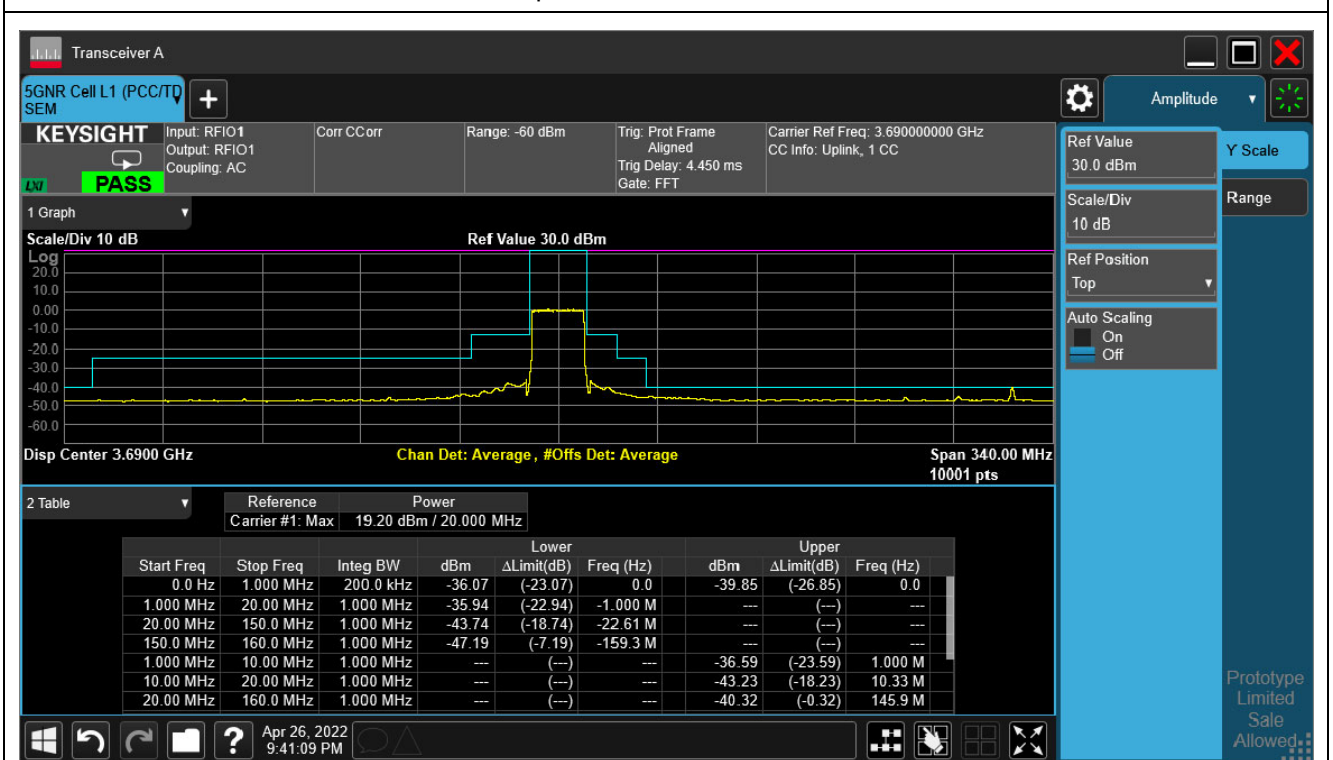 Transceiver A
5GNR Cell L1 (PCC/TD
SEM
+
Amplitude
KEYSIGHT
LXI
PASS
Input: RFIO1
Output: RFIO1
Coupling: AC
Corr CCorr
Range: -60 dBm
Trig: Prot Frame
Aligned
Trig Delay: 4.450 ms
Gate: FFT
Carrier Ref Freq: 3.690000000 GHz
CC Info: Uplink, 1 CC
Ref Value
30.0 dBm
Y Scale
Scale/Div
10 dB
Range
Ref Position
Top
Auto Scaling
On
Off
1 Graph
Scale/Div 10 dB
Ref Value 30.0 dBm
Log
20.0
10.0
0.00
-10.0
-20.0
-30.0
-40.0
-50.0
-60.0
Disp Center 3.6900 GHz
Chan Det: Average , #Offs Det: Average
Span 340.00 MHz
10001 pts
2 Table
Reference Power
Carrier #1: Max 19.20 dBm / 20.000 MHz
Lower Upper
Start Freq Stop Freq Integ BW dBm ΔLimit(dB) Freq (Hz) dBm ΔLimit(dB) Freq (Hz)
0.0 Hz 1.000 MHz 200.0 kHz -36.07 (-23.07) 0.0 -39.85 (-26.85) 0.0
1.000 MHz 20.00 MHz 1.000 MHz -35.94 (-22.94) -1.000 M --- (---) ---
20.00 MHz 150.0 MHz 1.000 MHz -43.74 (-18.74) -22.61 M --- (---) ---
150.0 MHz 160.0 MHz 1.000 MHz -47.19 (-7.19) -159.3 M --- (---) ---
1.000 MHz 10.00 MHz 1.000 MHz --- (---) --- -36.59 (-23.59) 1.000 M
10.00 MHz 20.00 MHz 1.000 MHz --- (---) --- -43.23 (-18.23) 10.33 M
20.00 MHz 160.0 MHz 1.000 MHz --- (---) --- -40.32 (-0.32) 145.9 M
Prototype
Limited
Sale
Allowed
?
Apr 26, 2022
9:41:09 PM